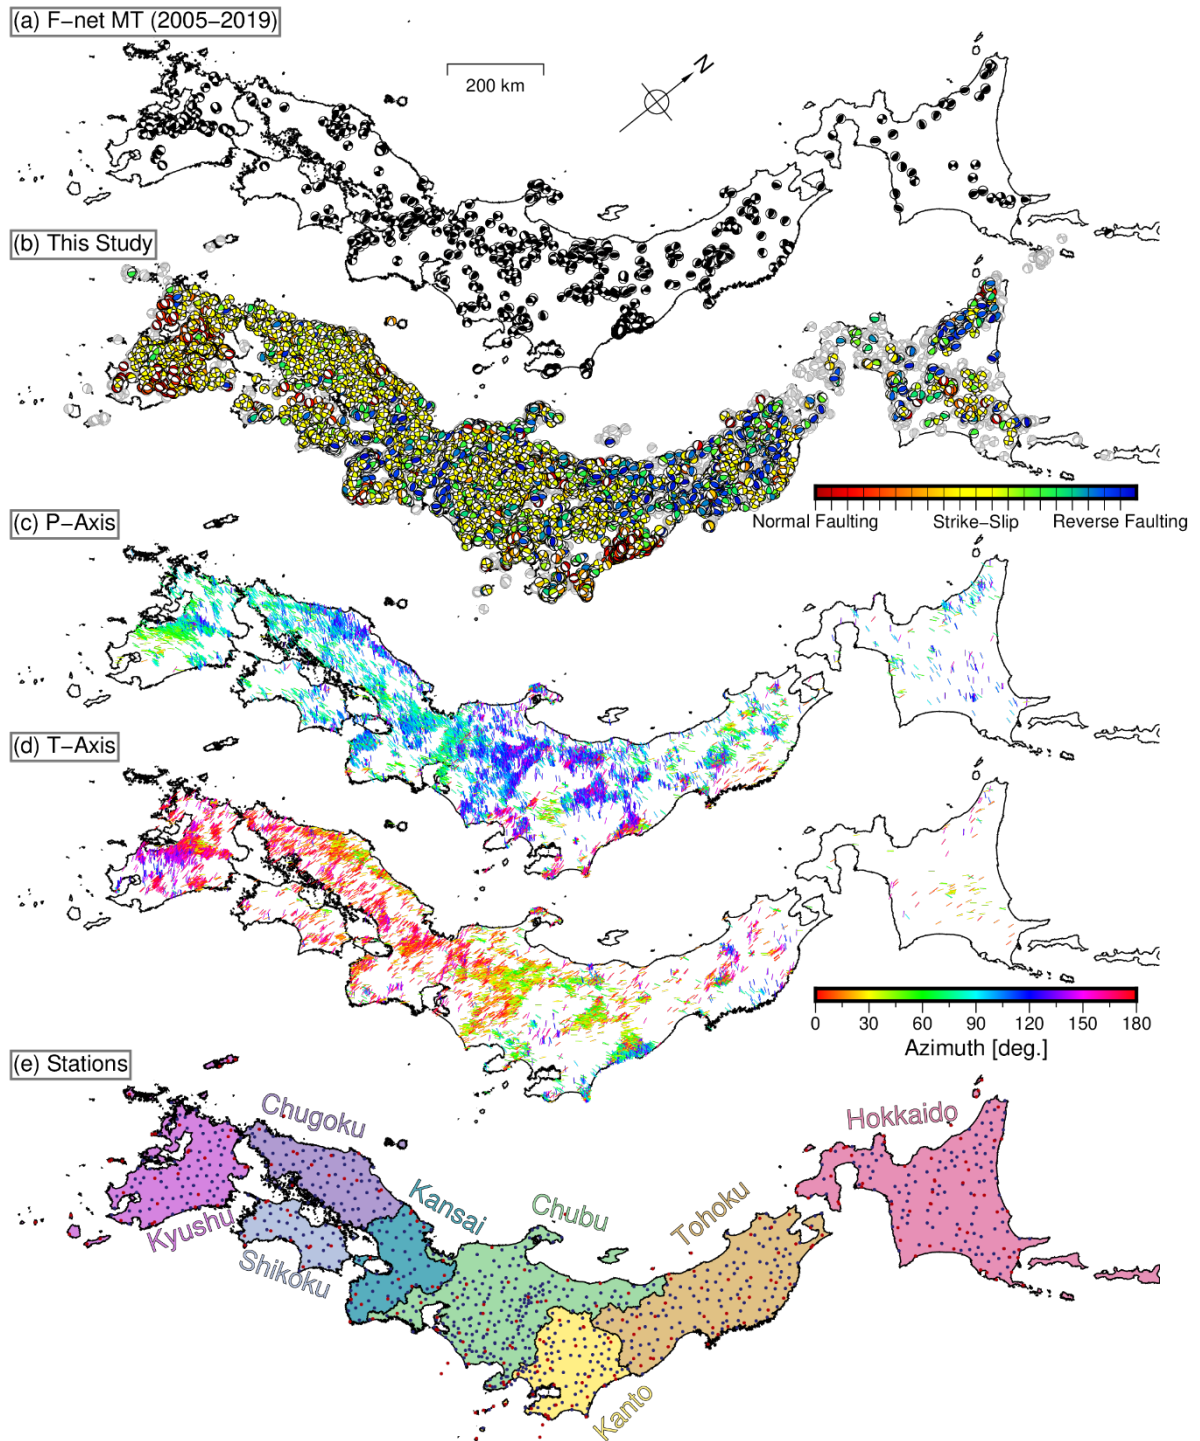 (a) F-net MT (2005-2019)
200 km
N
(b) This Study
Normal Faulting Strike-Slip Reverse Faulting
(c) P-Axis
(d) T-Axis
0 30 60 90 120 150 180
Azimuth [deg.]
(e) Stations
Chugoku
Hokkaido
Kansai
Chubu
Tohoku
Kyushu
Shikoku
Kanto